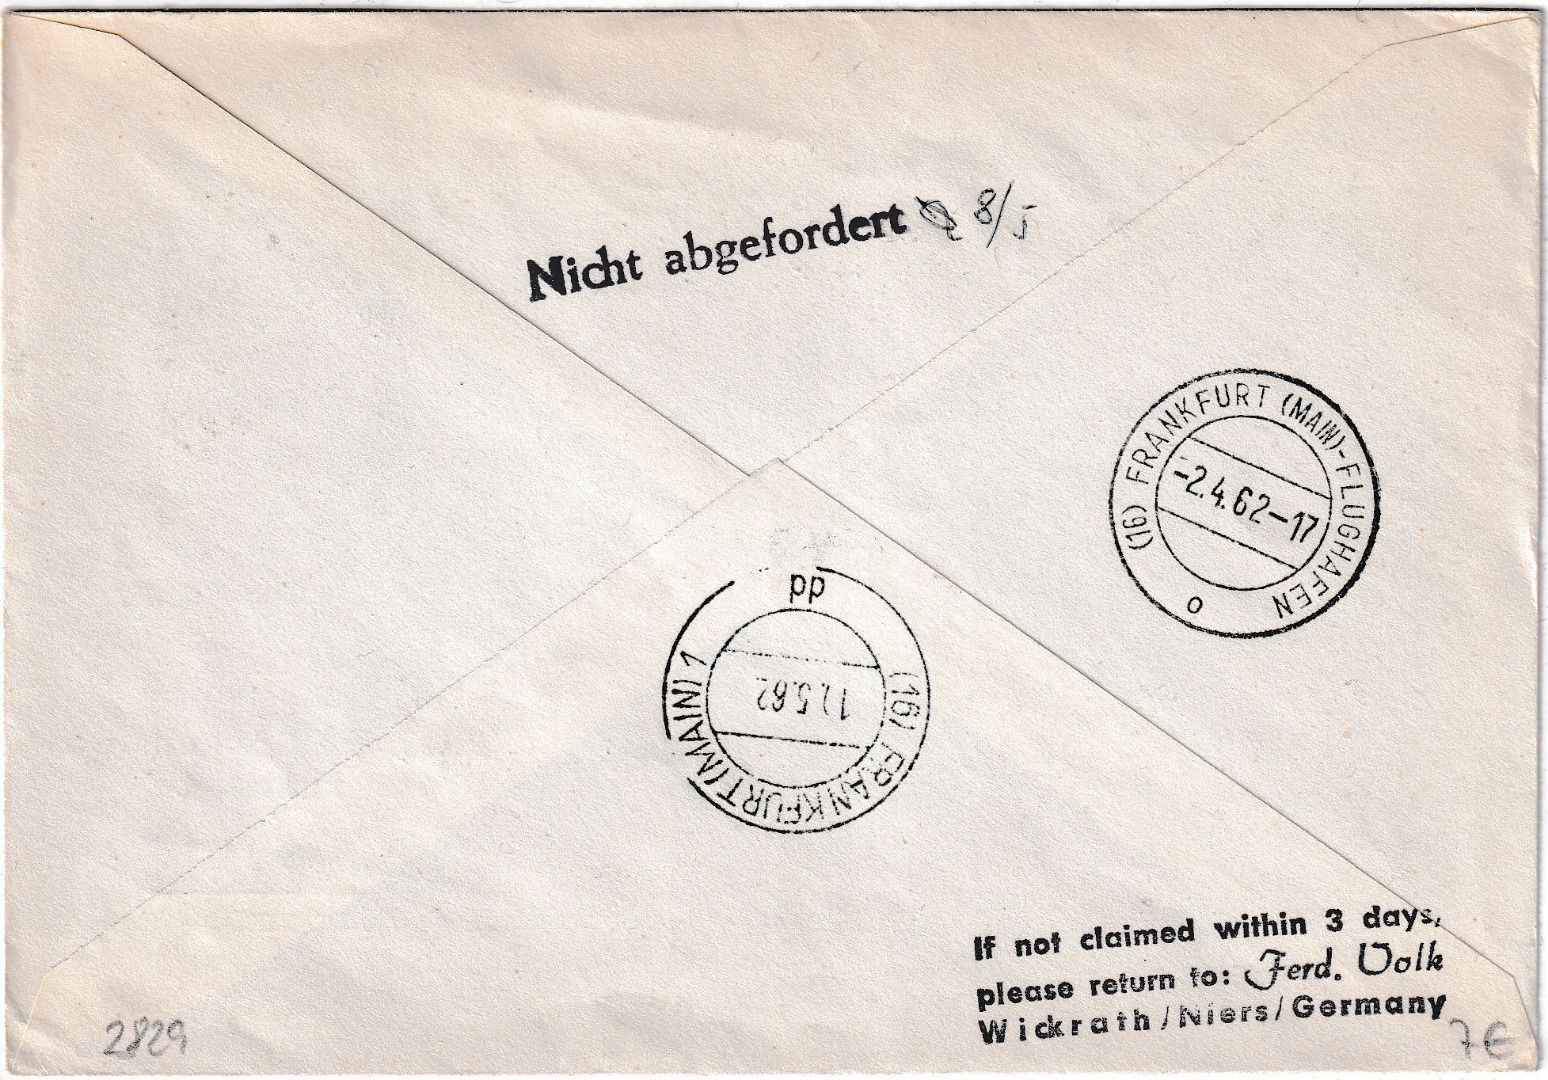 Nicht abgefordert 8/5
(16) FRANKFURT (MAIN)-FLUGHAFEN
-2.4.62-17
o
pp
(16) FRANKFURT (MAIN) 1
5.62
If not claimed within 3 days,
please return to: Ferd. Volk
Wickrath/Niers/Germany
2829
7€